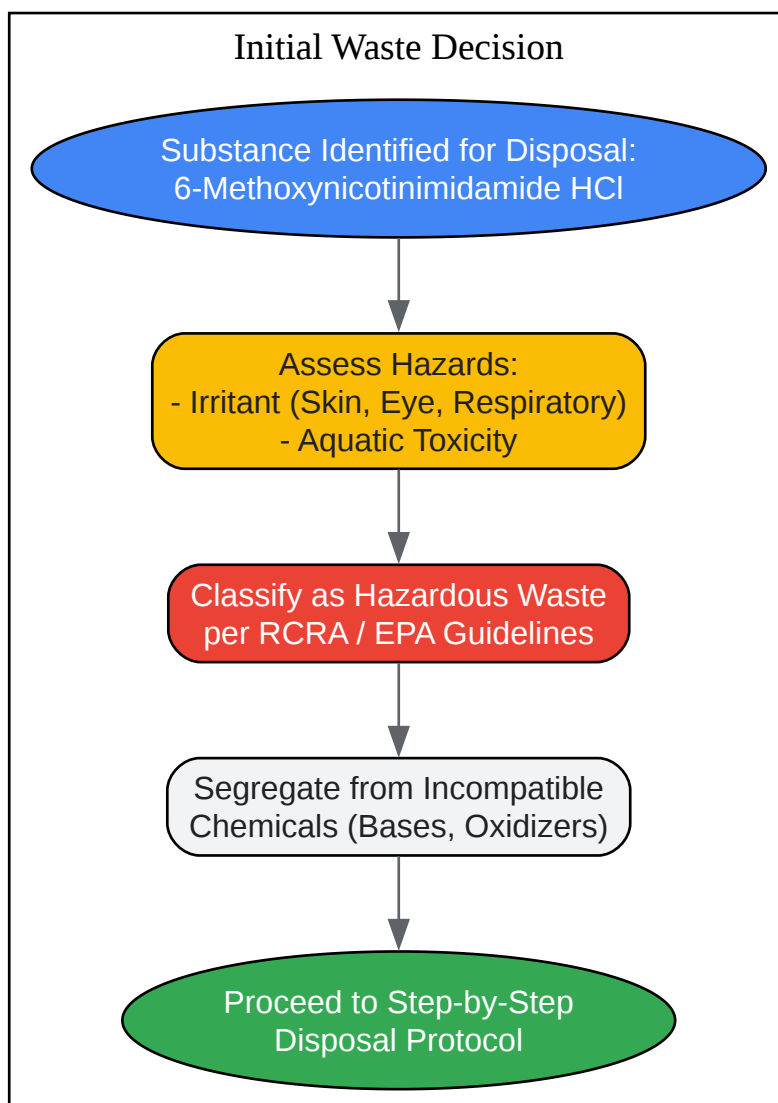 Initial Waste Decision
Substance Identified for Disposal:
6-Methoxynicotinimidamide HCl
Assess Hazards:
- Irritant (Skin, Eye, Respiratory)
- Aquatic Toxicity
Classify as Hazardous Waste
per RCRA / EPA Guidelines
Segregate from Incompatible
Chemicals (Bases, Oxidizers)
Proceed to Step-by-Step
Disposal Protocol